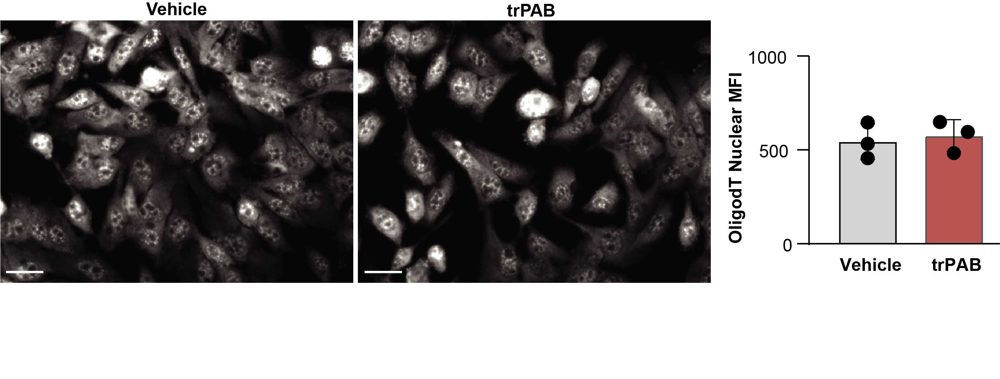 Vehicle
trPAB
OligodT Nuclear MFI
1000
500
0
Vehicle
trPAB